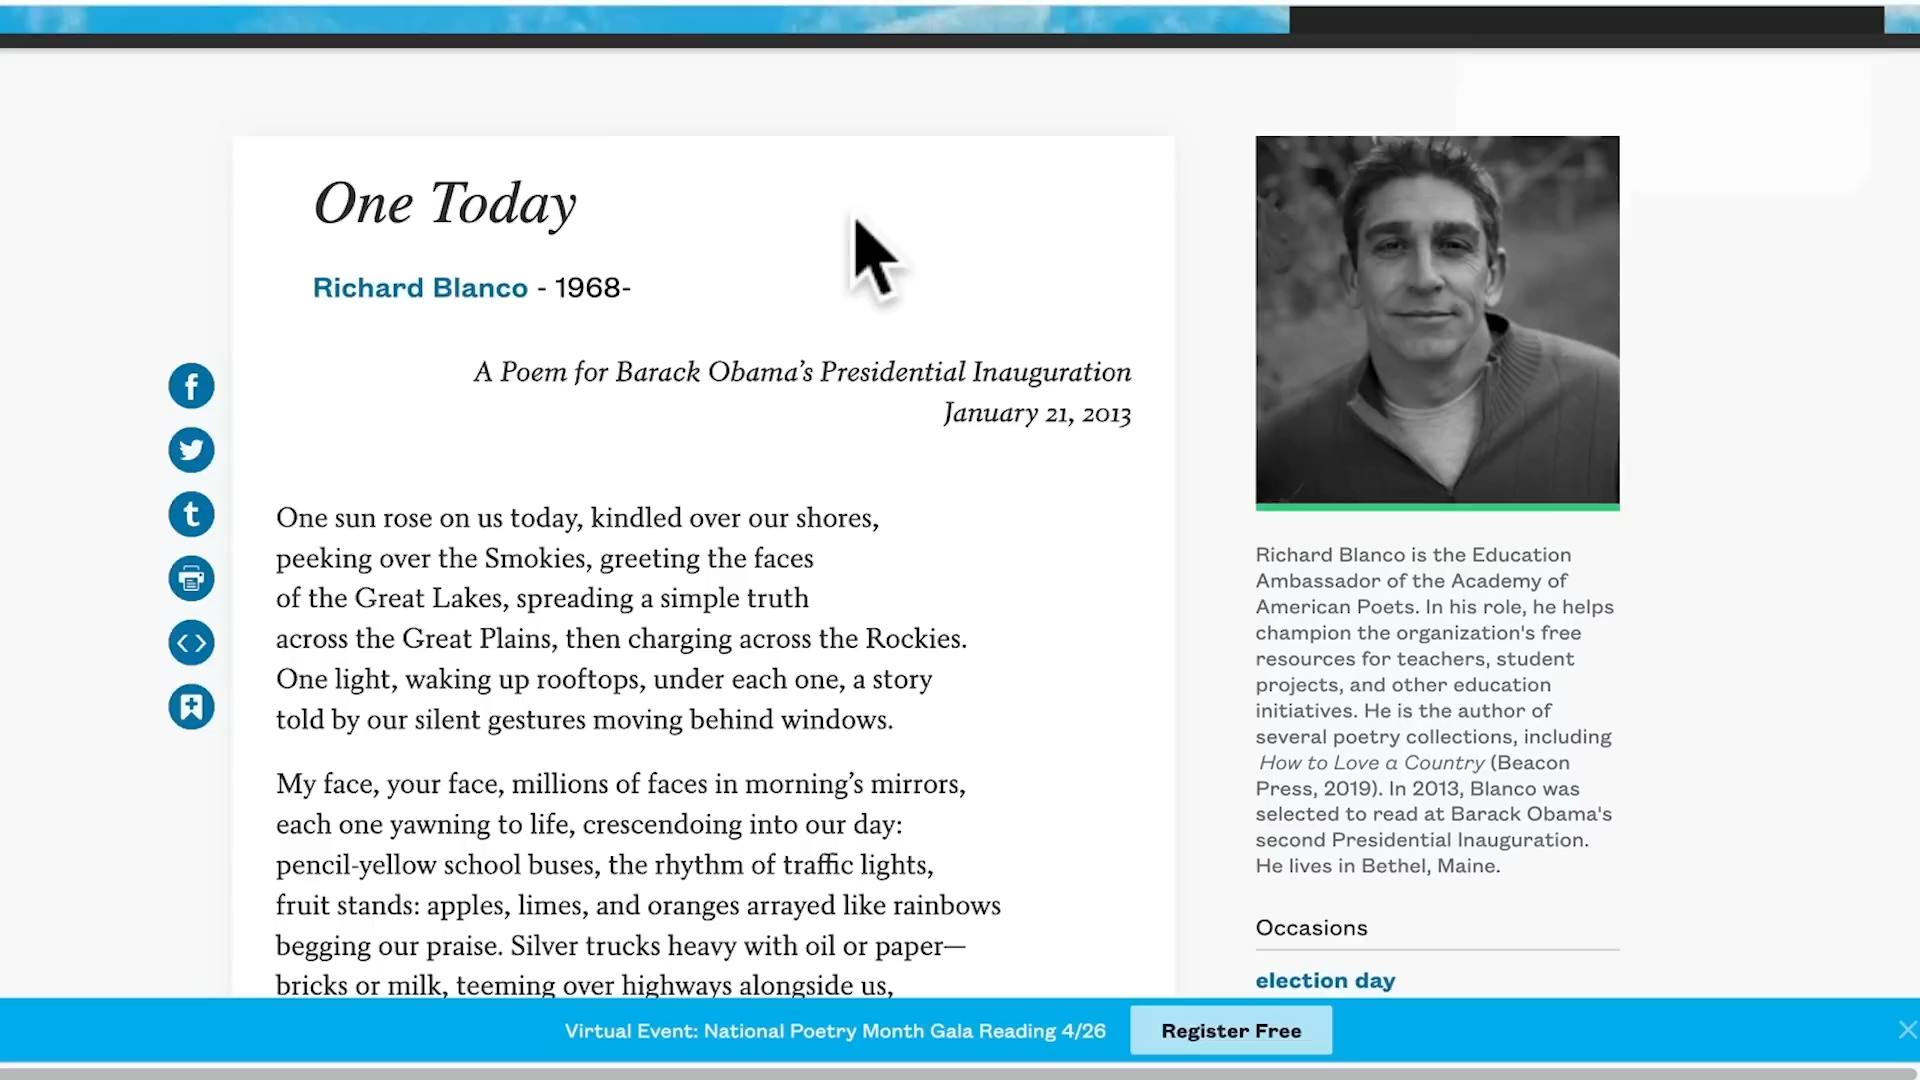 One Today
Richard Blanco - 1968-
A Poem for Barack Obama’s Presidential Inauguration
January 21, 2013
One sun rose on us today, kindled over our shores,
peeking over the Smokies, greeting the faces
of the Great Lakes, spreading a simple truth
across the Great Plains, then charging across the Rockies.
One light, waking up rooftops, under each one, a story
told by our silent gestures moving behind windows.
My face, your face, millions of faces in morning’s mirrors,
each one yawning to life, crescendoing into our day:
pencil-yellow school buses, the rhythm of traffic lights,
fruit stands: apples, limes, and oranges arrayed like rainbows
begging our praise. Silver trucks heavy with oil or paper—
bricks or milk, teeming over highways alongside us,
Richard Blanco is the Education
Ambassador of the Academy of
American Poets. In his role, he helps
champion the organization's free
resources for teachers, student
projects, and other education
initiatives. He is the author of
several poetry collections, including
How to Love a Country (Beacon
Press, 2019). In 2013, Blanco was
selected to read at Barack Obama's
second Presidential Inauguration.
He lives in Bethel, Maine.
Occasions
election day
Virtual Event: National Poetry Month Gala Reading 4/26
Register Free